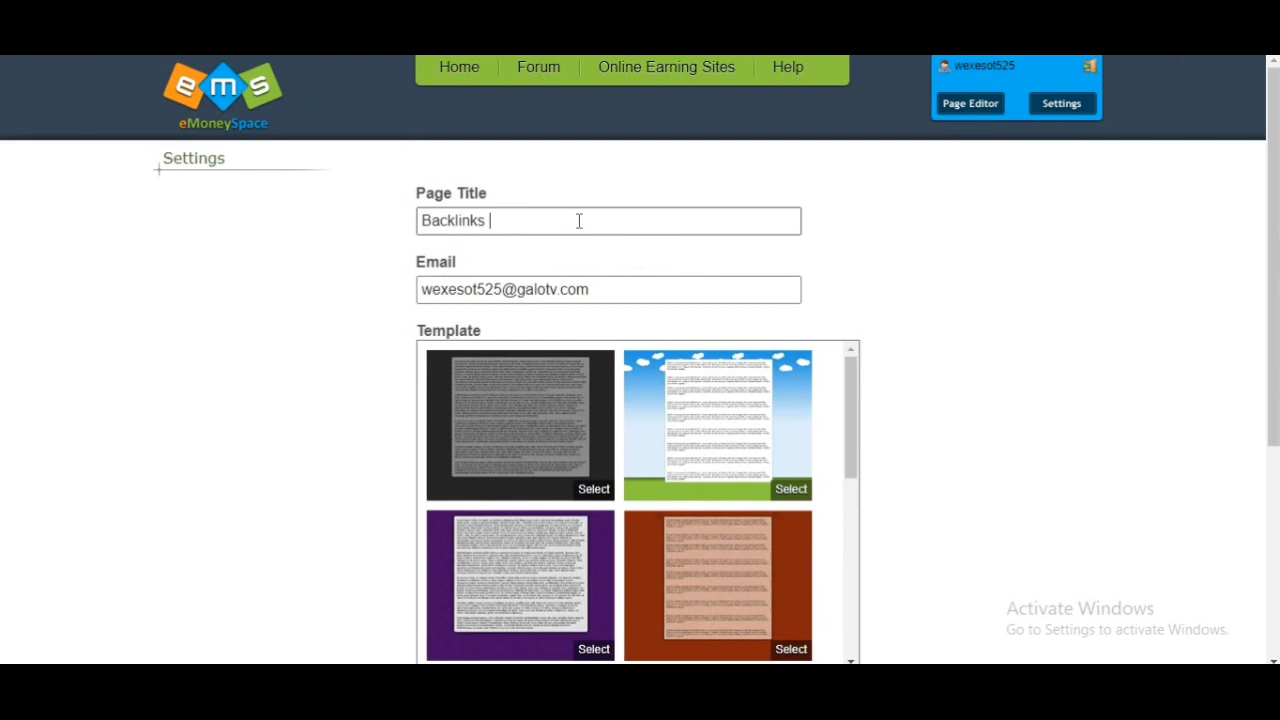 ems
eMoneySpace
Home
Forum
Online Earning Sites
Help
wexesot525
Page Editor
Settings
Settings
Page Title
Backlinks
Email
wexesot525@galotv.com
Template
Select
Select
Select
Select
Activate Windows
Go to Settings to activate Windows.